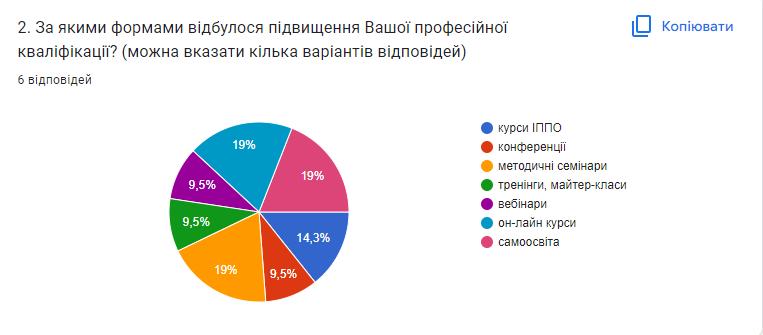 2. За якими формами відбулося підвищення Вашої професійної
кваліфікації? (можна вказати кілька варіантів відповідей)
Копіювати
6 відповідей
19%
19%
9,5%
9,5%
14,3%
19%
9,5%
курси ІППО
конференції
методичні семінари
тренінги, майтер-класи
вебінари
он-лайн курси
самоосвіта